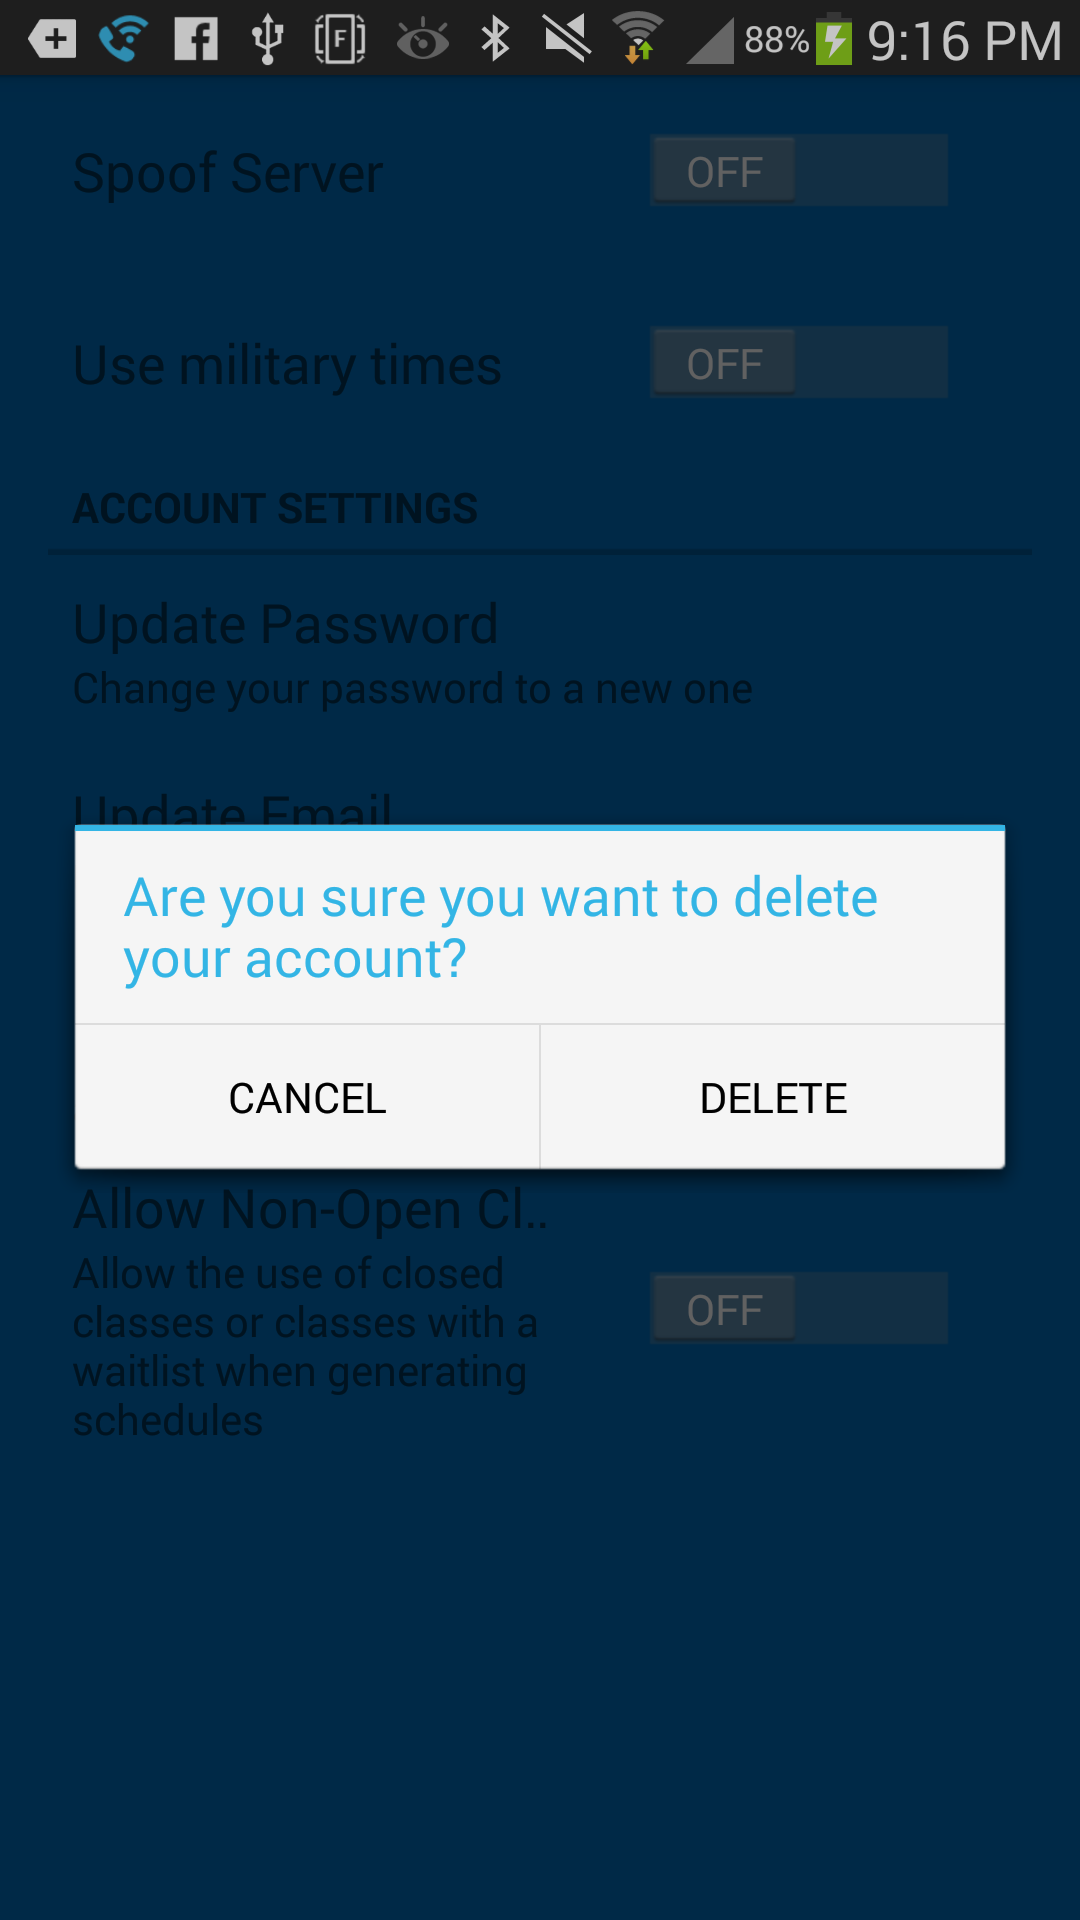 88% 9:16 PM
Spoof Server OFF
Use military times OFF
ACCOUNT SETTINGS
Update Password
Change your password to a new one
Update Email
Are you sure you want to delete
your account?
CANCEL DELETE
Allow Non-Open Cl..
Allow the use of closed
classes or classes with a
waitlist when generating
schedules
OFF